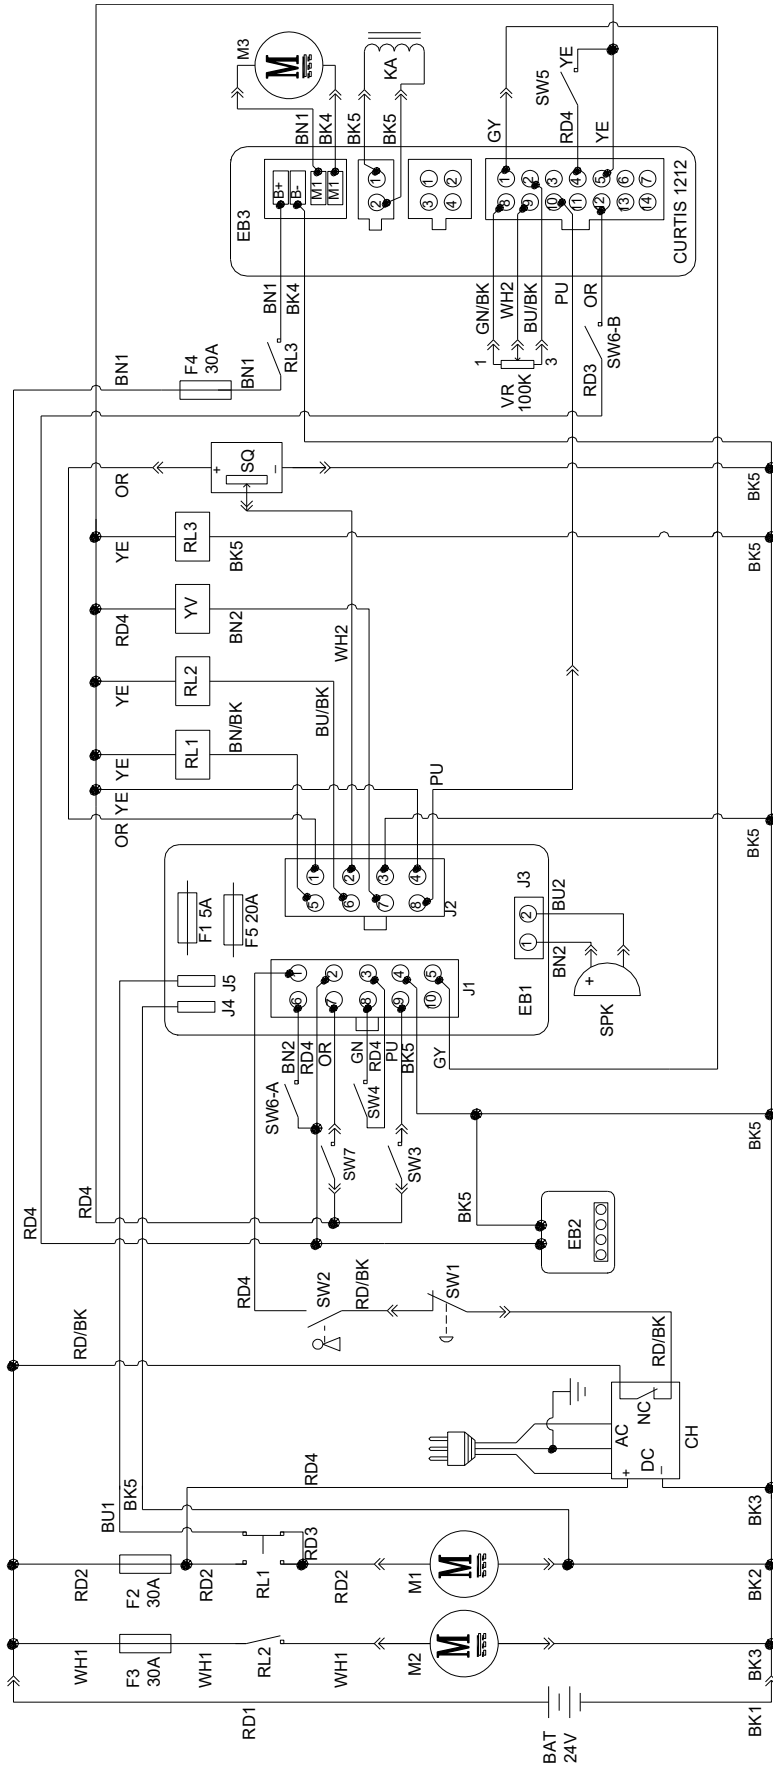 RD1
BAT
24V
BK1
WH1
F3
30A
WH1
RL2
WH1
M2
M
BK3
RD2
F2
30A
RD2
RL1
RD3
RD2
M1
M
BK2
BU1
BK5
RD4
BK3
+
−
DC
AC
NC
CH
RD/BK
RD/BK
SW1
RD/BK
SW2
RD4
RD4
RD4
EB2
BK5
BK5
SW6-A
SW7
SW4
SW3
BN2
RD4
OR
GN
RD4
PU
BK5
GY
J4
J5
F1 5A
F5 20A
6
1
7
2
8
3
9
4
10
5
J1
5
1
6
2
7
3
8
4
J2
EB1
1
2
J3
BN2
BU2
+
SPK
BK5
OR
YE
YE
RL1
BN/BK
YE
RL2
BU/BK
RD4
YV
BN2
YE
RL3
BK5
OR
+
SQ
−
WH2
PU
BK5
BK5
BN1
F4
30A
BN1
RL3
BN1
BK4
1
3
VR
100K
GN/BK
WH2
BU/BK
PU
RD3
SW6-B
OR
EB3
B+
B-
M1
M1
2
1
3
1
4
2
8
1
9
2
10
3
11
4
12
5
13
6
14
7
CURTIS 1212
BN1
BK4
M3
M
BK5
BK5
KA
GY
RD4
SW5
YE
YE